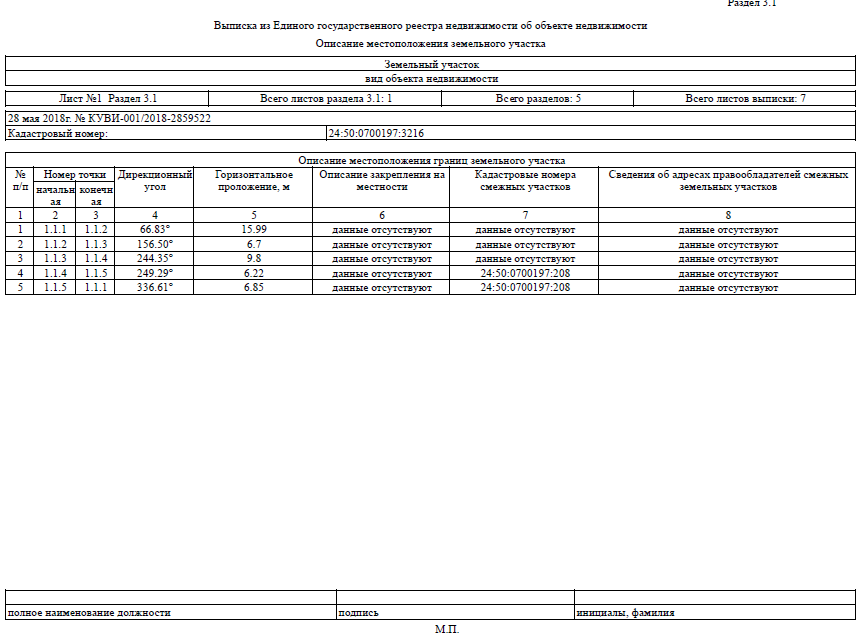 Раздел 3.1
Выписка из Единого государственного реестра недвижимости об объекте недвижимости
Описание местоположения земельного участка
Земельный участок
вид объекта недвижимости
Лист №1 Раздел 3.1 Всего листов раздела 3.1: 1 Всего разделов: 5 Всего листов выписки: 7
28 мая 2018г. № КУВИ-001/2018-2859522
Кадастровый номер: 24:50:0700197:3216
Описание местоположения границ земельного участка
№ п/п Номер точки Дирекционный угол Горизонтальное проложение, м Описание закрепления на местности Кадастровые номера смежных участков Сведения об адресах правообладателей смежных земельных участков
начальная конечная
1 2 3 4 5 6 7 8
1 1.1.1 1.1.2 66.83° 15.99 данные отсутствуют данные отсутствуют данные отсутствуют
2 1.1.2 1.1.3 156.50° 6.7 данные отсутствуют данные отсутствуют данные отсутствуют
3 1.1.3 1.1.4 244.35° 9.8 данные отсутствуют данные отсутствуют данные отсутствуют
4 1.1.4 1.1.5 249.29° 6.22 данные отсутствуют 24:50:0700197:208 данные отсутствуют
5 1.1.5 1.1.1 336.61° 6.85 данные отсутствуют 24:50:0700197:208 данные отсутствуют
полное наименование должности подпись инициалы, фамилия
М.П.